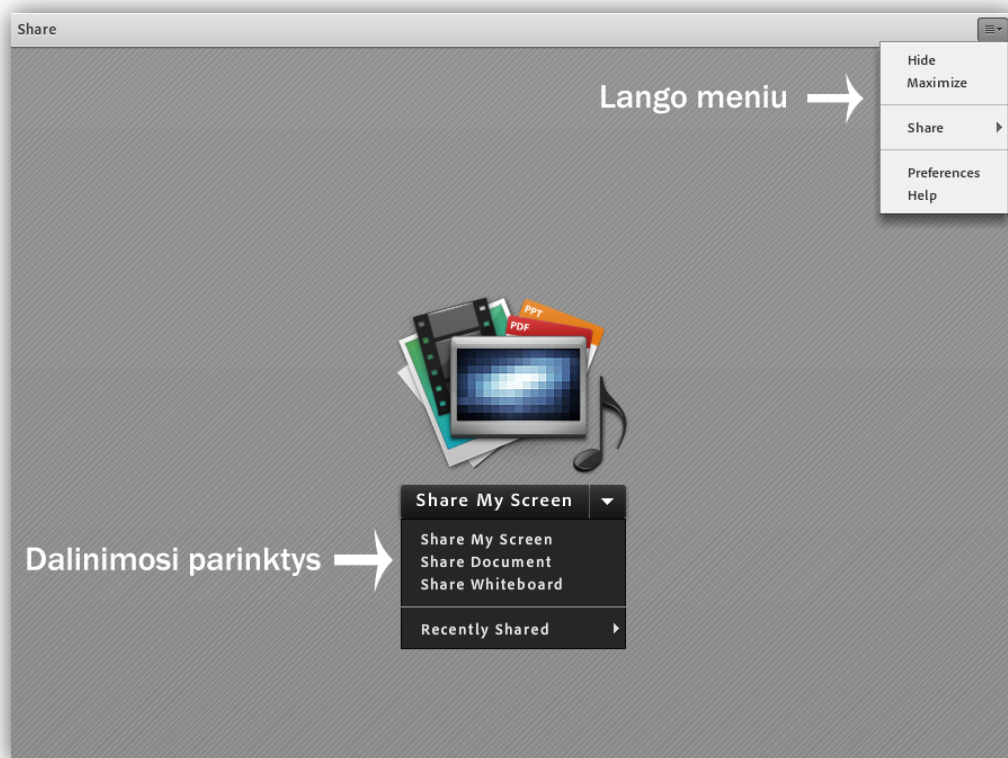 Share
Hide
Maximize
Lango meniu
Share
Preferences
Help
PPT
PDF
Share My Screen
Share My Screen
Dalinimosi parinktys
Share Document
Share Whiteboard
Recently Shared